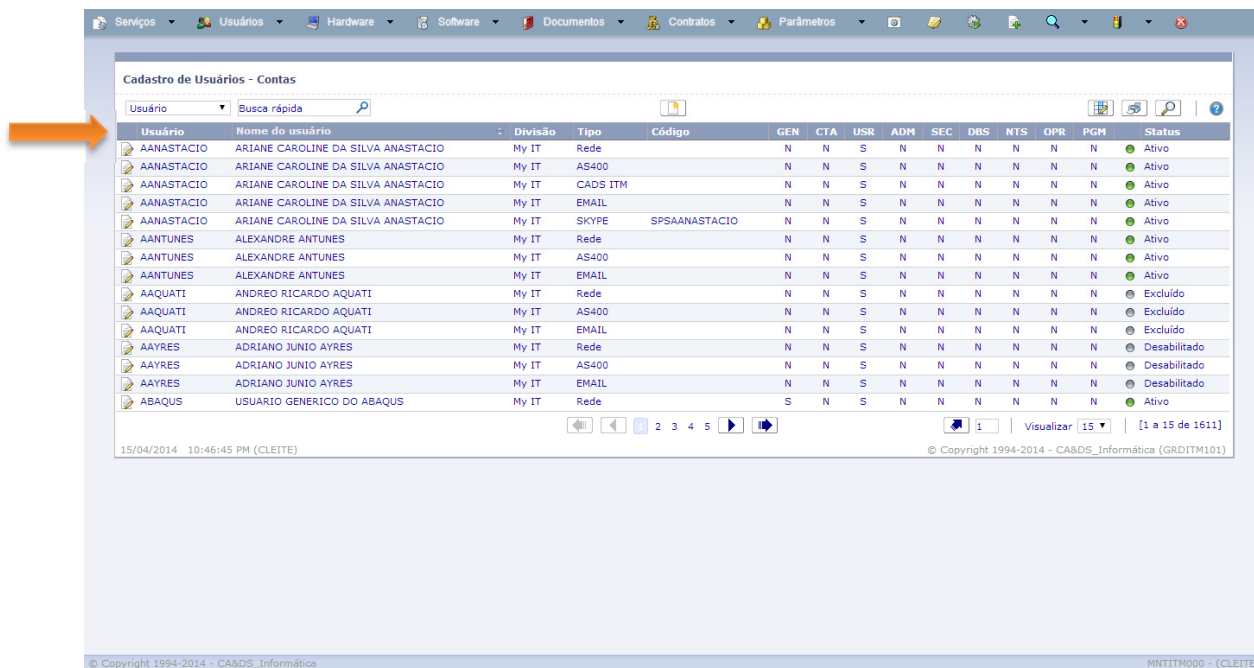 Serviços Usuários Hardware Software Documentos Contratos Parâmetros
Cadastro de Usuários - Contas
Usuário Busca rápida
Usuário Nome do usuário Divisão Tipo Código GEN CTA USR ADM SEC DBS NTS OPR PGM Status
AANASTACIO ARIANE CAROLINE DA SILVA ANASTACIO My IT Rede N N S N N N N N N Ativo
AANASTACIO ARIANE CAROLINE DA SILVA ANASTACIO My IT AS400 N N S N N N N N N Ativo
AANASTACIO ARIANE CAROLINE DA SILVA ANASTACIO My IT CADS ITM N N S N N N N N N Ativo
AANASTACIO ARIANE CAROLINE DA SILVA ANASTACIO My IT EMAIL N N S N N N N N N Ativo
AANASTACIO ARIANE CAROLINE DA SILVA ANASTACIO My IT SKYPE SPSAANASTACIO N N S N N N N N N Ativo
AANTUNES ALEXANDRE ANTUNES My IT Rede N N S N N N N N N Ativo
AANTUNES ALEXANDRE ANTUNES My IT AS400 N N S N N N N N N Ativo
AANTUNES ALEXANDRE ANTUNES My IT EMAIL N N S N N N N N N Ativo
AAQUATI ANDREO RICARDO AQUATI My IT Rede N N S N N N N N N Excluído
AAQUATI ANDREO RICARDO AQUATI My IT AS400 N N S N N N N N N Excluído
AAQUATI ANDREO RICARDO AQUATI My IT EMAIL N N S N N N N N N Excluído
AAYRES ADRIANO JUNIO AYRES My IT Rede N N S N N N N N N Desabilitado
AAYRES ADRIANO JUNIO AYRES My IT AS400 N N S N N N N N N Desabilitado
AAYRES ADRIANO JUNIO AYRES My IT EMAIL N N S N N N N N N Desabilitado
ABAQUS USUARIO GENERICO DO ABAQUS My IT Rede S N S N N N N N N Ativo
1 2 3 4 5 1 Visualizar 15 [1 a 15 de 1611]
15/04/2014 10:46:45 PM (CLEITE) © Copyright 1994-2014 - CA&DS_Informática (GRDITM101)
© Copyright 1994-2014 - CA&DS_Informática MNTITM000 - (CLEITE